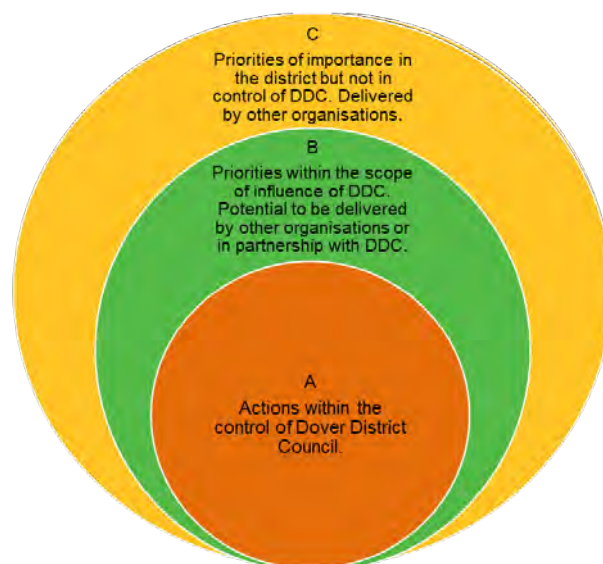 C
Priorities of importance in
the district but not in
control of DDC. Delivered
by other organisations.
B
Priorities within the scope
of influence of DDC.
Potential to be delivered
by other organisations or
in partnership with DDC.
A
Actions within the
control of Dover District
Council.